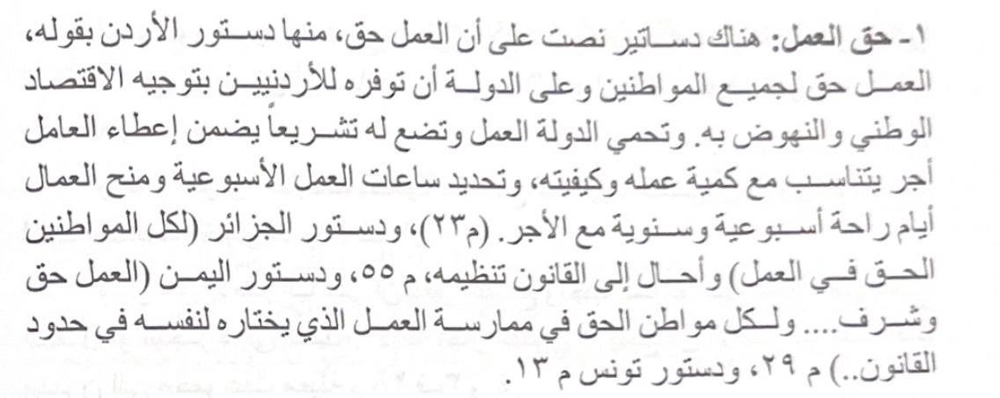 ١- حق العمل: هناك دساتير نصت على أن العمل حق، منها دستور الأردن بقوله،
العمل حق لجميع المواطنين وعلى الدولة أن توفره للأردنيين بتوجيه الاقتصاد
الوطني والنهوض به. وتحمي الدولة العمل وتضع له تشريعاً يضمن إعطاء العامل
أجر يتناسب مع كمية عمله وكيفيته، وتحديد ساعات العمل الأسبوعية ومنح العمال
أيام راحة أسبوعية وسنوية مع الأجر. (م٢٣)، ودستور الجزائر (لكل المواطنين
الحق في العمل) وأحال إلى القانون تنظيمه، م ٥٥، ودستور اليمن (العمل حق
وشرف.... ولكل مواطن الحق في ممارسة العمل الذي يختاره لنفسه في حدود
القانون..) م ٢٩، ودستور تونس م ١٣.